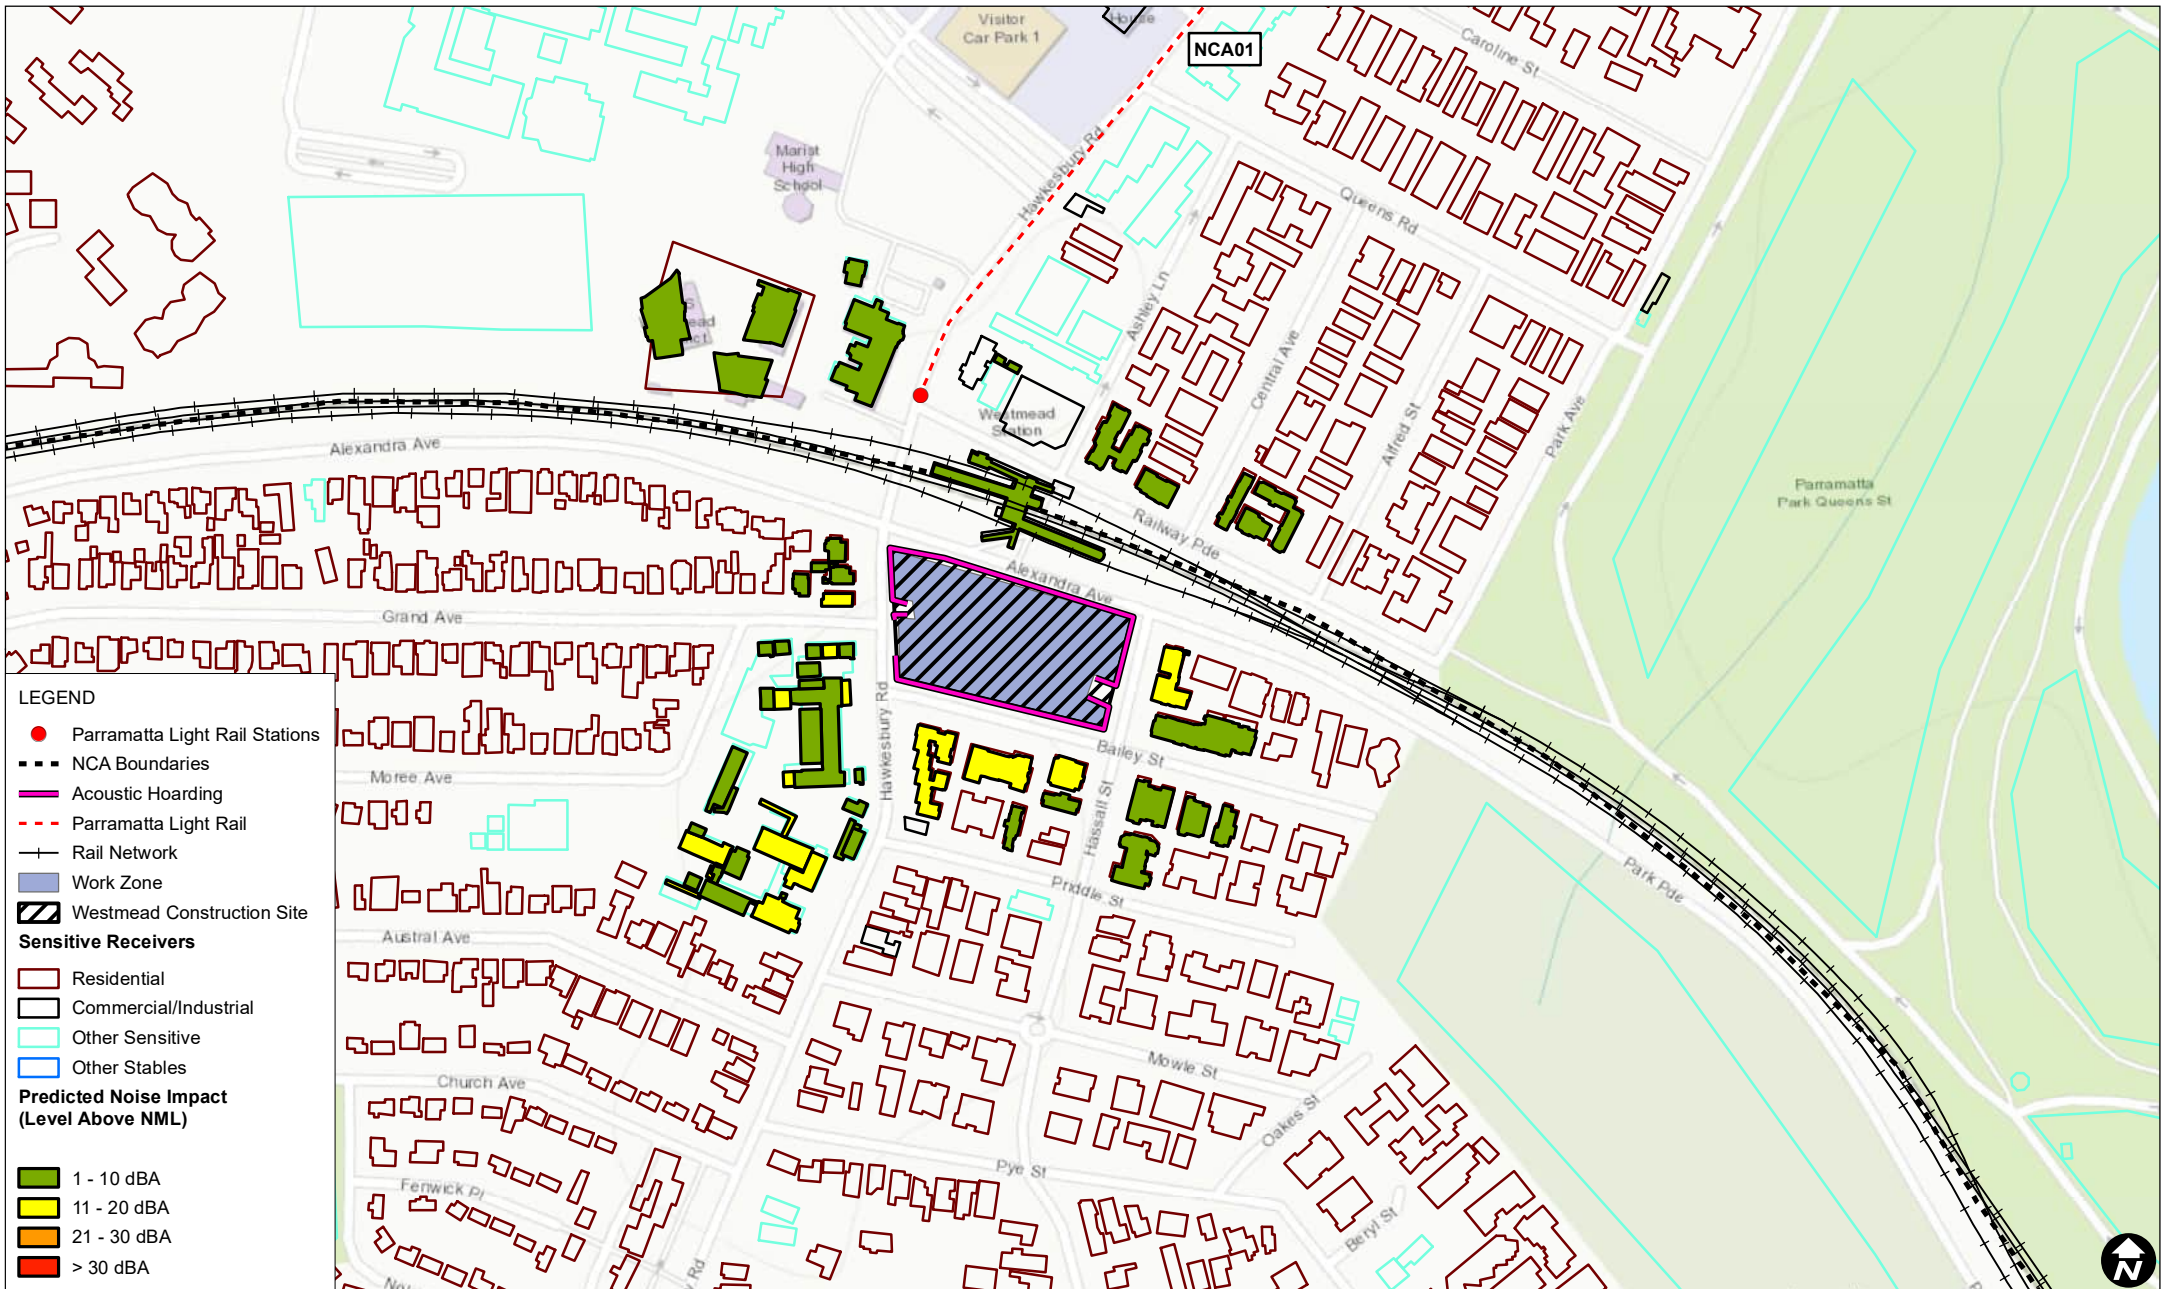 Visitor
Car Park 1
House
NCA01
Caroline St
Marist
High
School
Hawkesbury Rd
Queens Rd
Ashley Ln
Central Ave
Alfred St
Park Ave
Westmead
Station
Alexandra Ave
Parramatta
Park Queens St
Railway Pde
Alexandra Ave
Grand Ave
Hawkesbury Rd
Bailey St
Moree Ave
Hassall St
Priddle St
Park Pde
Austral Ave
Mowle St
Church Ave
Oakes St
Pye St
Fenwick Pl
Beryl St
Rd
LEGEND
Parramatta Light Rail Stations
NCA Boundaries
Acoustic Hoarding
Parramatta Light Rail
Rail Network
Work Zone
Westmead Construction Site
Sensitive Receivers
Residential
Commercial/Industrial
Other Sensitive
Other Stables
Predicted Noise Impact
(Level Above NML)
1 - 10 dBA
11 - 20 dBA
21 - 30 dBA
> 30 dBA
N